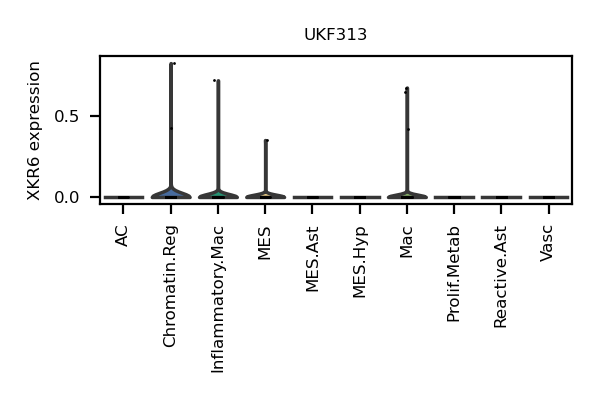 UKF313
XKR6 expression
0.5
0.0
AC
Chromatin.Reg
Inflammatory.Mac
MES
MES.Ast
MES.Hyp
Mac
Prolif.Metab
Reactive.Ast
Vasc